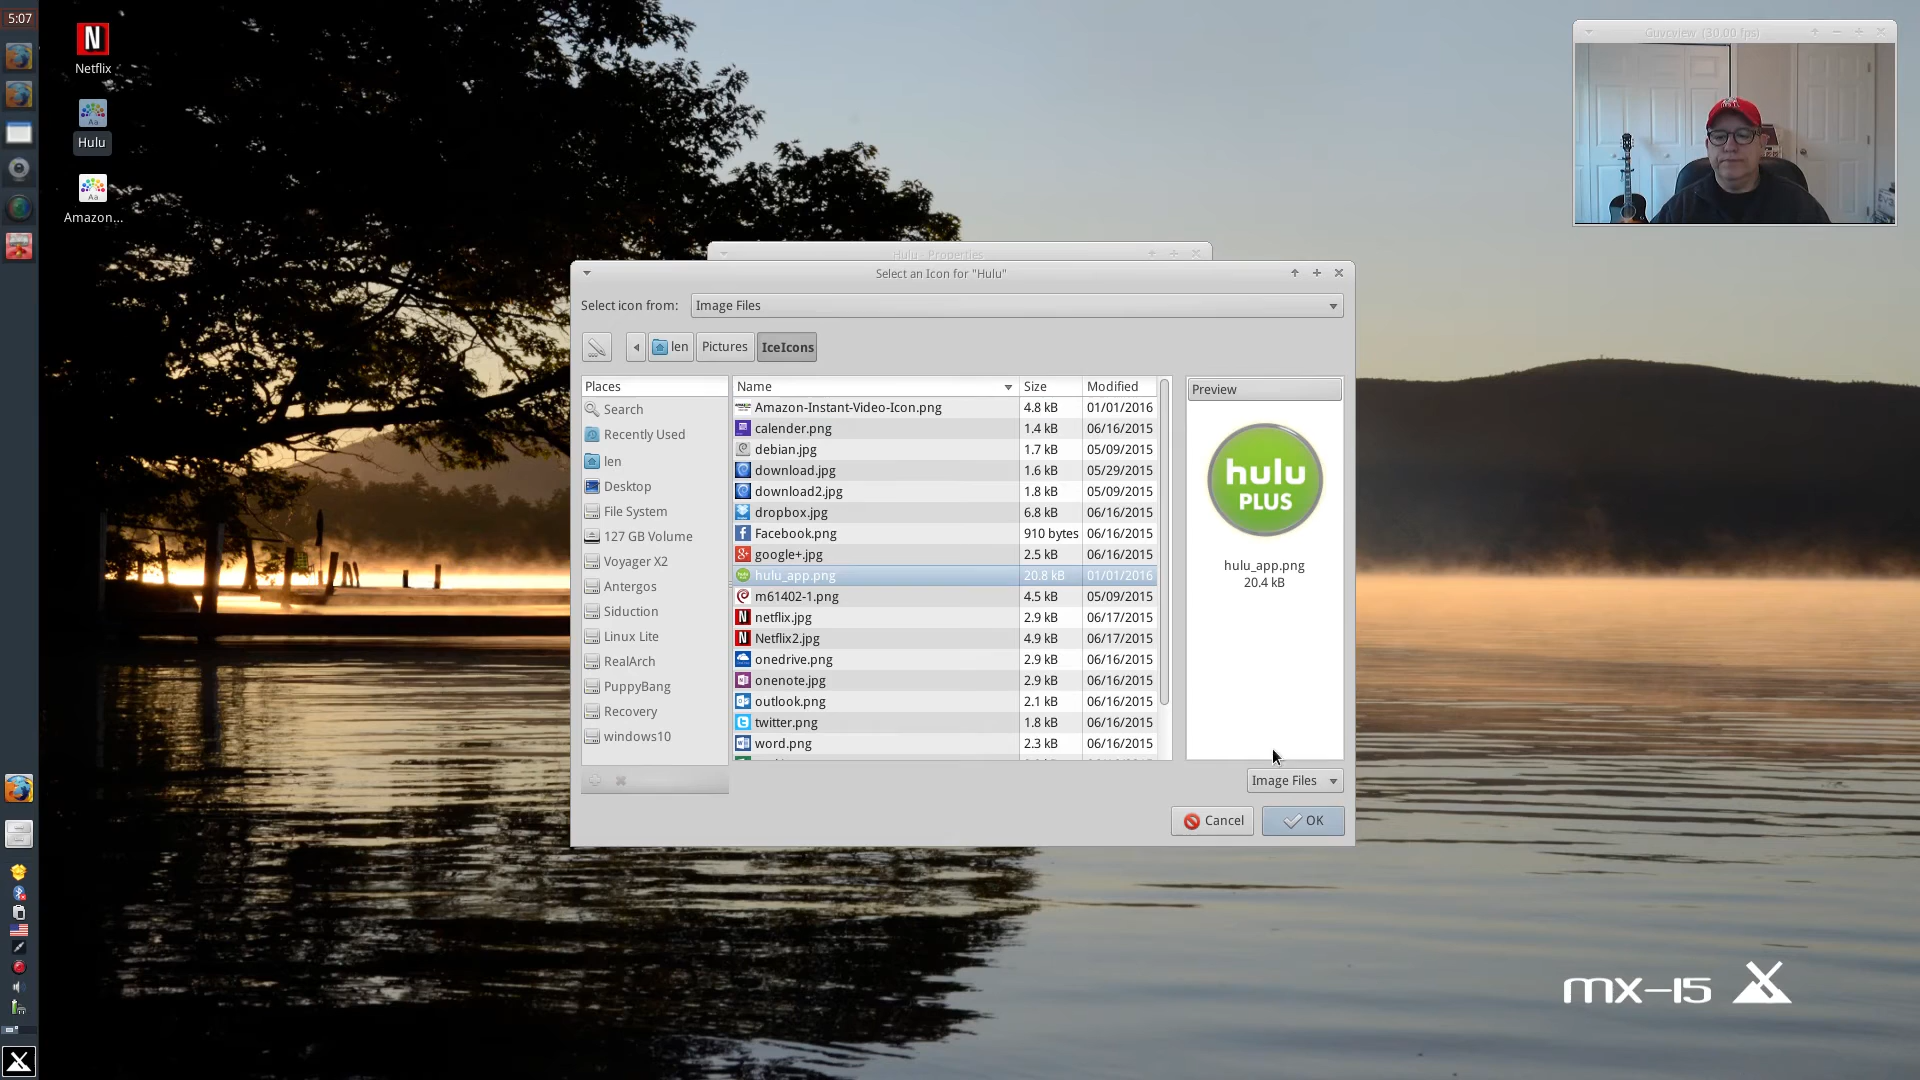 5:07
Netflix
Hulu
Amazon...
Guvcview (30.00 fps)
Hulu - Properties
Select an Icon for "Hulu"
Select icon from: Image Files
len Pictures IceIcons
Places
Search
Recently Used
len
Desktop
File System
127 GB Volume
Voyager X2
Antergos
Siduction
Linux Lite
RealArch
PuppyBang
Recovery
windows10
Name Size Modified
Amazon-Instant-Video-Icon.png 4.8 kB 01/01/2016
calender.png 1.4 kB 06/16/2015
debian.jpg 1.7 kB 05/09/2015
download.jpg 1.6 kB 05/29/2015
download2.jpg 1.8 kB 05/09/2015
dropbox.jpg 6.8 kB 06/16/2015
Facebook.png 910 bytes 06/16/2015
google+.jpg 2.5 kB 06/16/2015
hulu_app.png 20.8 kB 01/01/2016
m61402-1.png 4.5 kB 05/09/2015
netflix.jpg 2.9 kB 06/17/2015
Netflix2.jpg 4.9 kB 06/17/2015
onedrive.png 2.9 kB 06/16/2015
onenote.jpg 2.9 kB 06/16/2015
outlook.png 2.1 kB 06/16/2015
twitter.png 1.8 kB 06/16/2015
word.png 2.3 kB 06/16/2015
Preview
hulu
PLUS
hulu_app.png
20.4 kB
Image Files
Cancel OK
mx-15